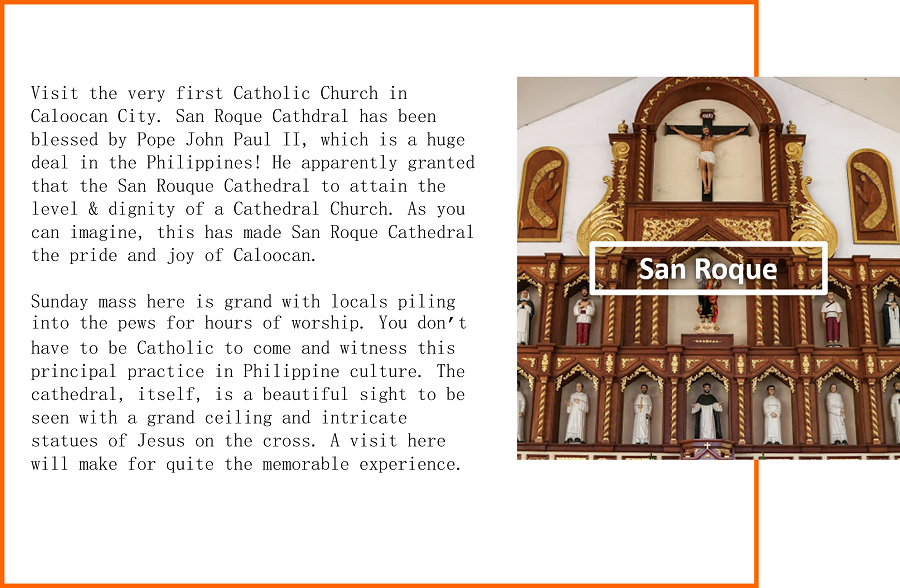 Visit the very first Catholic Church in
Caloocan City. San Roque Cathdral has been
blessed by Pope John Paul II, which is a huge
deal in the Philippines! He apparently granted
that the San Rouque Cathedral to attain the
level & dignity of a Cathedral Church. As you
can imagine, this has made San Roque Cathedral
the pride and joy of Caloocan.
Sunday mass here is grand with locals piling
into the pews for hours of worship. You don't
have to be Catholic to come and witness this
principal practice in Philippine culture. The
cathedral, itself, is a beautiful sight to be
seen with a grand ceiling and intricate
statues of Jesus on the cross. A visit here
will make for quite the memorable experience.
San Roque